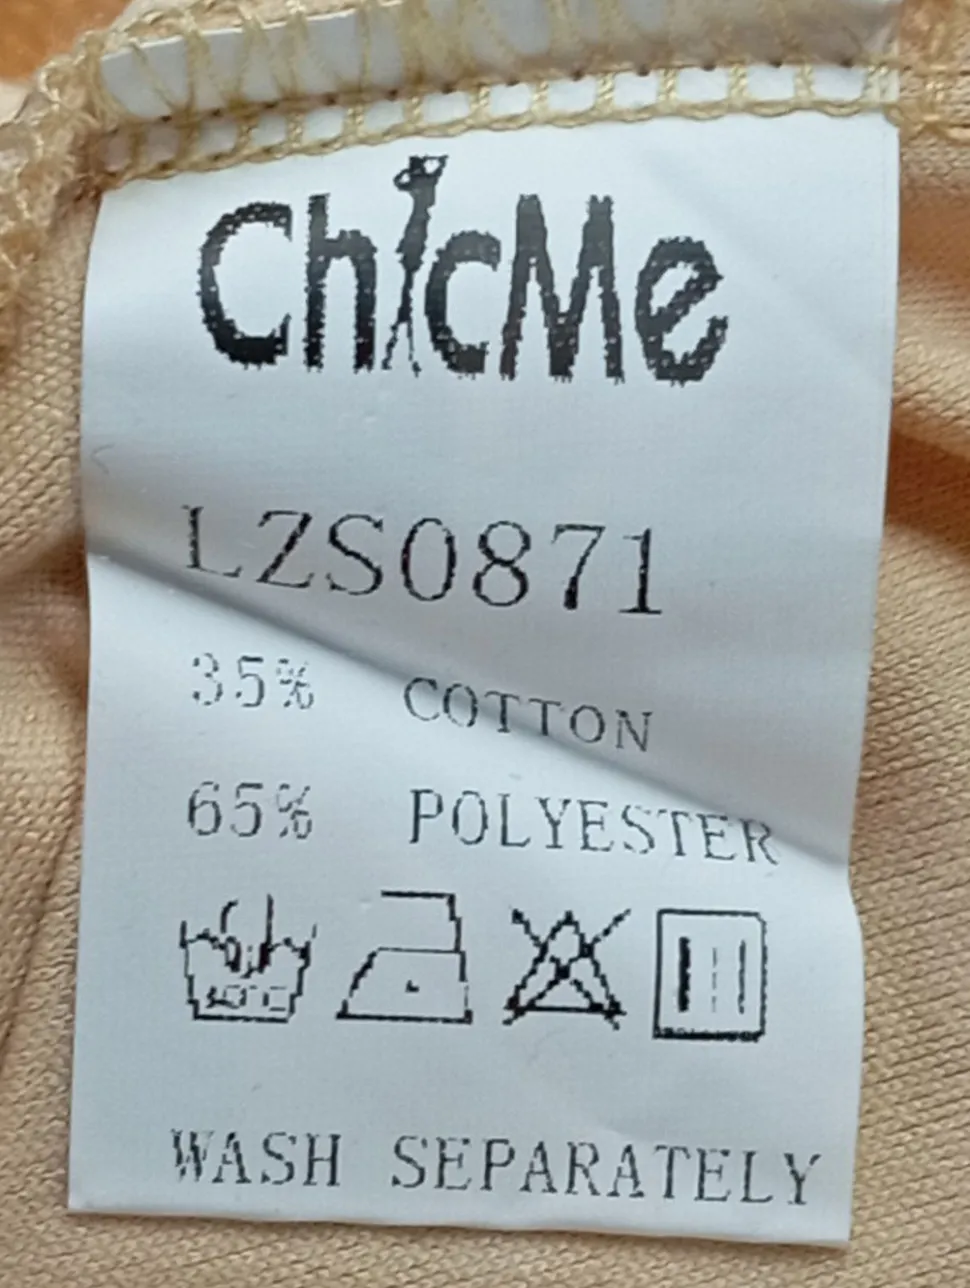 ChicMe
LZS0871
35% COTTON
65% POLYESTER
WASH SEPARATELY